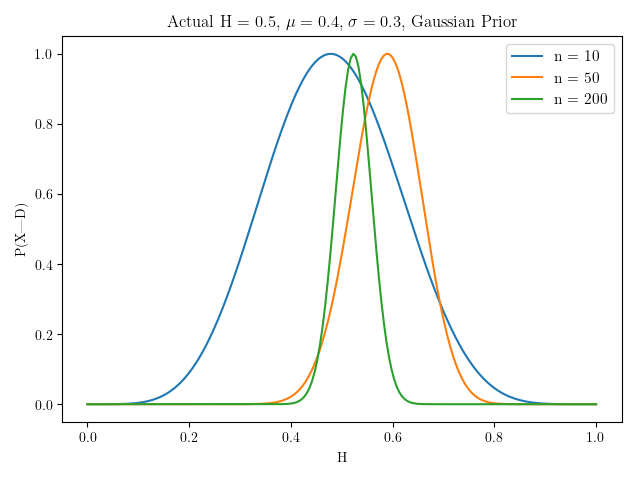 Actual H = 0.5, μ = 0.4, σ = 0.3, Gaussian Prior
1.0
0.8
0.6
0.4
0.2
0.0
P(X—D)
n = 10
n = 50
n = 200
0.0 0.2 0.4 0.6 0.8 1.0
H